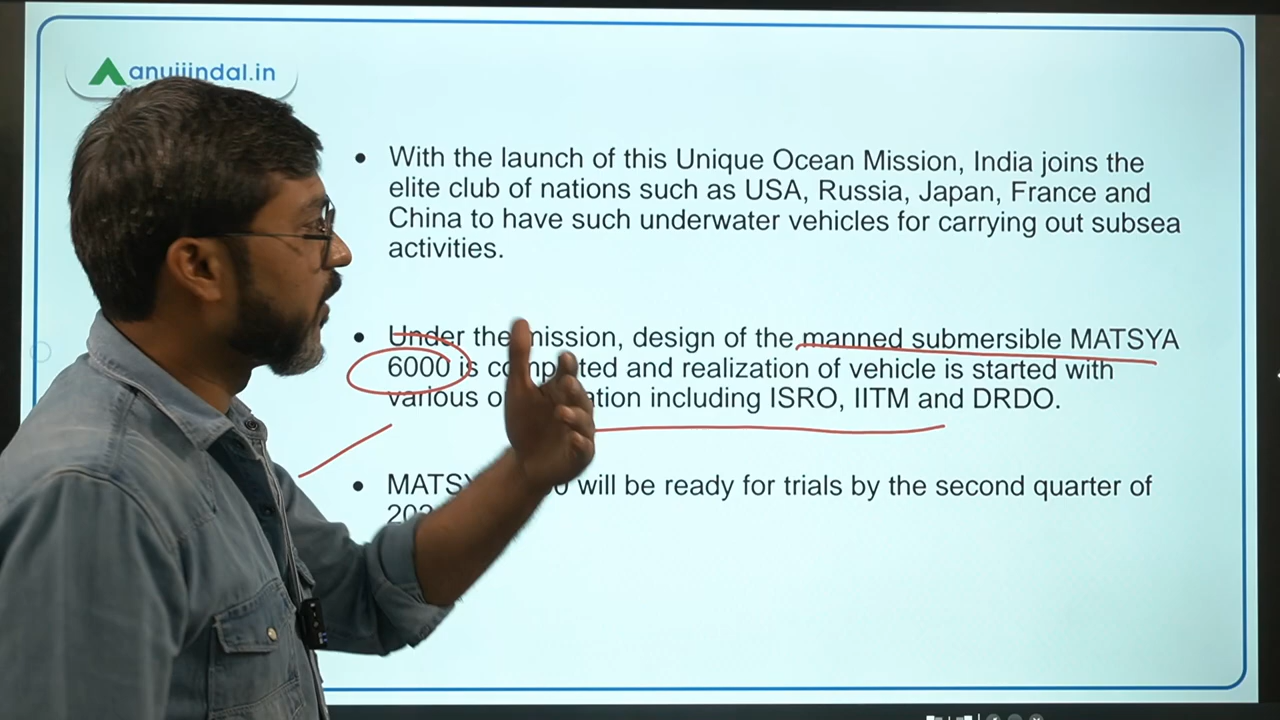 anujjindal.in
With the launch of this Unique Ocean Mission, India joins the
elite club of nations such as USA, Russia, Japan, France and
China to have such underwater vehicles for carrying out subsea
activities.
Under the mission, design of the manned submersible MATSYA
6000 is completed and realization of vehicle is started with
various including ISRO, IITM and DRDO.
will be ready for trials by the second quarter of